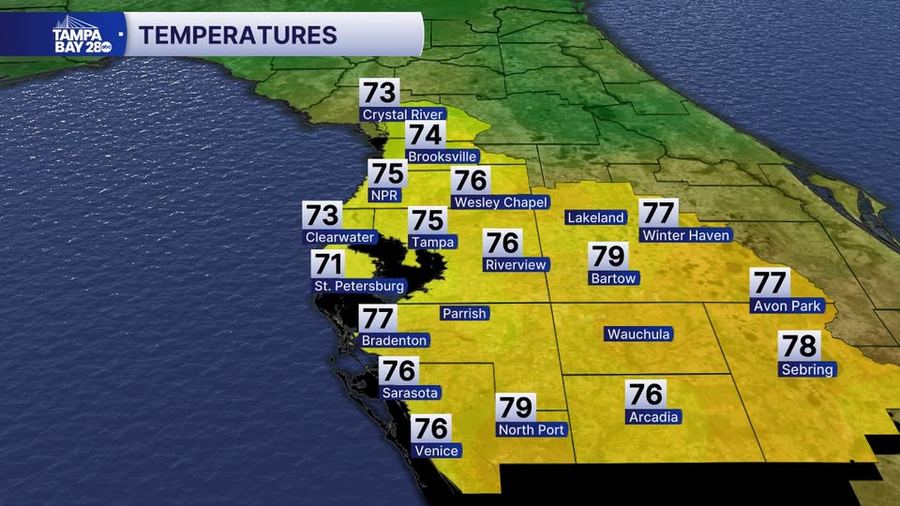 TAMPA
BAY 28 abc
TEMPERATURES
73
Crystal River
74
Brooksville
75
NPR
76
Wesley Chapel
73
Clearwater
75
Tampa
Lakeland
77
Winter Haven
76
Riverview
79
Bartow
71
St. Petersburg
77
Avon Park
77
Bradenton
Parrish
Wauchula
78
Sebring
76
Sarasota
79
North Port
76
Arcadia
76
Venice